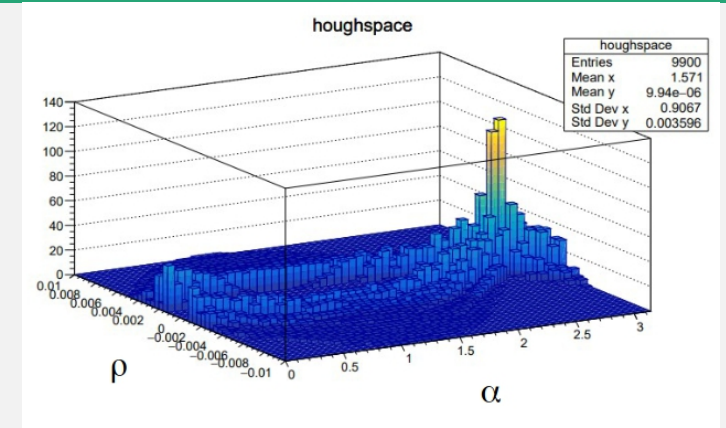 houghspace
houghspace
Entries 9900
Mean x 1.571
Mean y 9.94e−06
Std Dev x 0.9067
Std Dev y 0.003596
140
120
100
80
60
40
20
0
0.01
0.008
0.006
0.004
0.002
0
−0.002
−0.004
−0.006
−0.008
−0.01
0
0.5
1
1.5
2
2.5
3
ρ
α